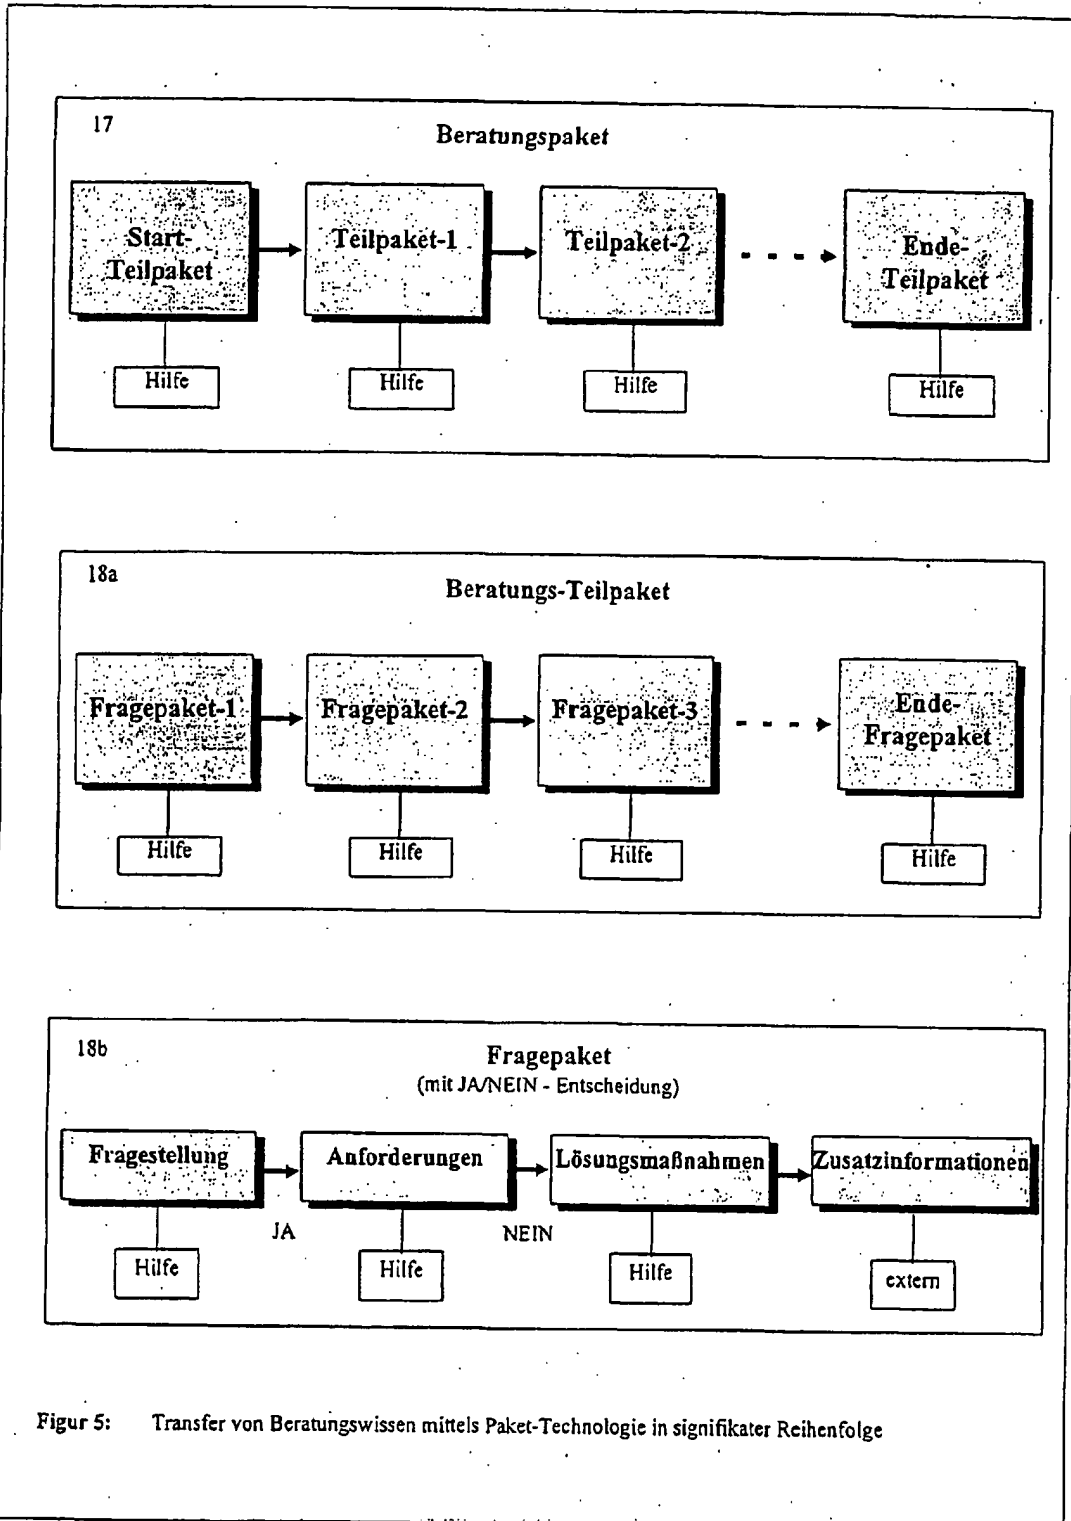 17
Beratungspaket
Start-
Teilpaket
Teilpaket-1
Teilpaket-2
Ende-
Teilpaket
Hilfe
Hilfe
Hilfe
Hilfe
18a
Beratungs-Teilpaket
Fragepaket-1
Fragepaket-2
Fragepaket-3
Ende-
Fragepaket
Hilfe
Hilfe
Hilfe
Hilfe
18b
Fragepaket
(mit JA/NEIN - Entscheidung)
Fragestellung
Anforderungen
Lösungsmaßnahmen
Zusatzinformationen
JA
NEIN
Hilfe
Hilfe
Hilfe
extern
Figur 5: Transfer von Beratungswissen mittels Paket-Technologie in signifikater Reihenfolge